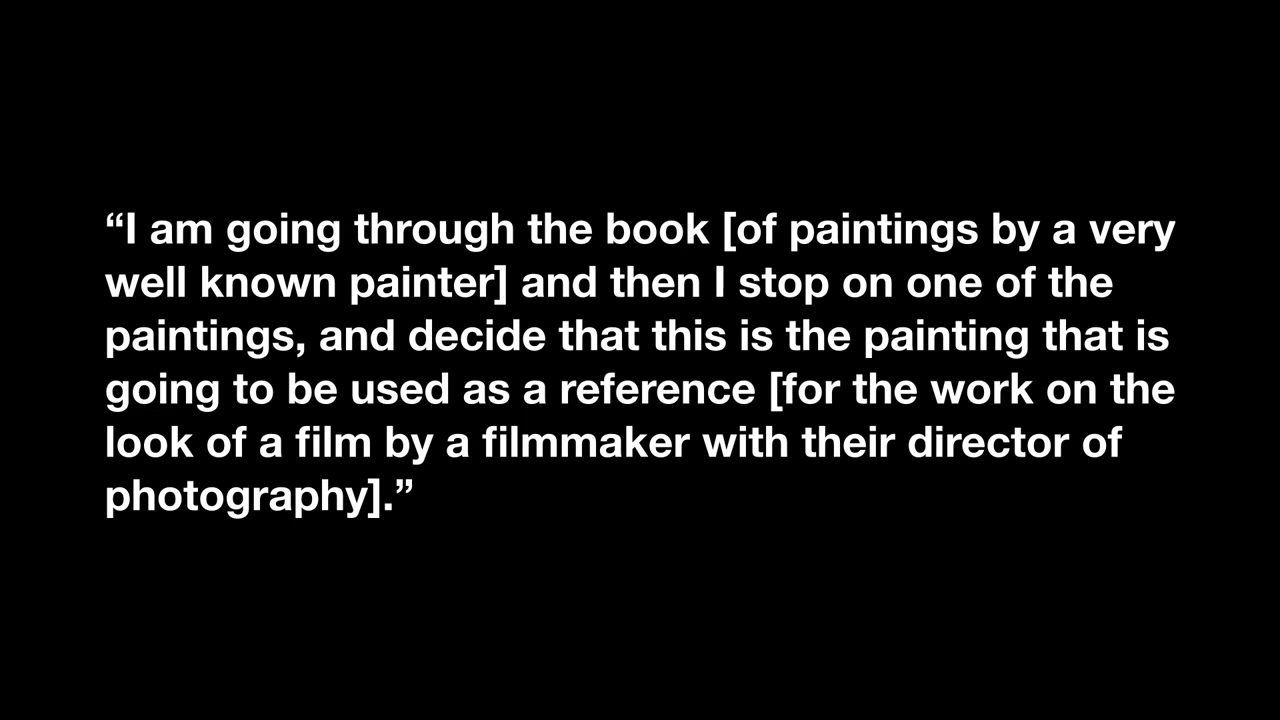 “I am going through the book [of paintings by a very
well known painter] and then I stop on one of the
paintings, and decide that this is the painting that is
going to be used as a reference [for the work on the
look of a film by a filmmaker with their director of
photography].”